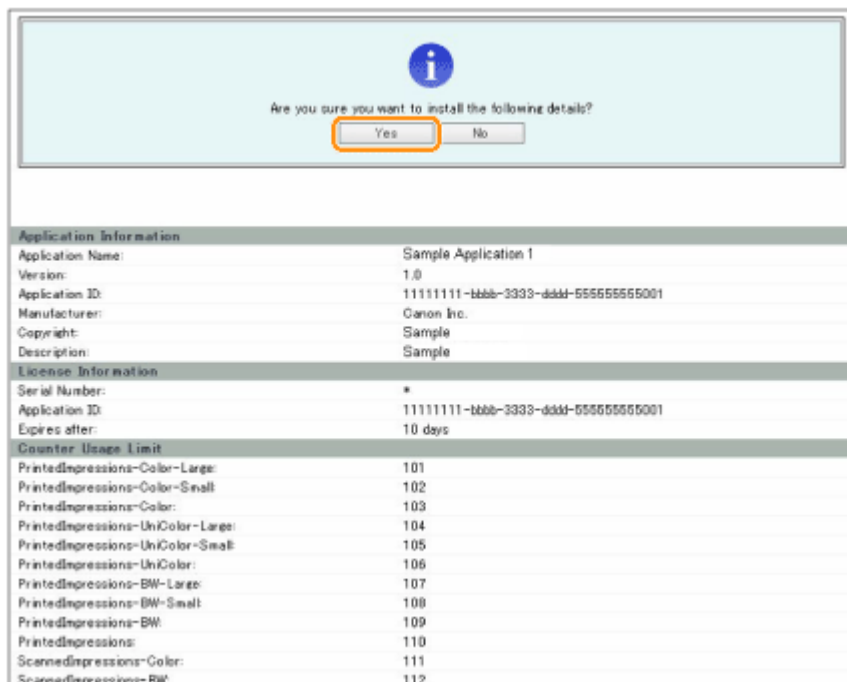 Are you sure you want to install the following details?
Yes No
Application Information
Application Name: Sample Application 1
Version: 1.0
Application ID: 11111111-bbbb-3333-dddd-555555555001
Manufacturer: Canon Inc.
Copyright: Sample
Description: Sample
License Information
Serial Number: *
Application ID: 11111111-bbbb-3333-dddd-555555555001
Expires after: 10 days
Counter Usage Limit
PrintedImpressions-Color-Large: 101
PrintedImpressions-Color-Small: 102
PrintedImpressions-Color: 103
PrintedImpressions-UniColor-Large: 104
PrintedImpressions-UniColor-Small: 105
PrintedImpressions-UniColor: 106
PrintedImpressions-BW-Large: 107
PrintedImpressions-BW-Small: 108
PrintedImpressions-BW: 109
PrintedImpressions: 110
ScannedImpressions-Color: 111
ScannedImpressions-BW: 112